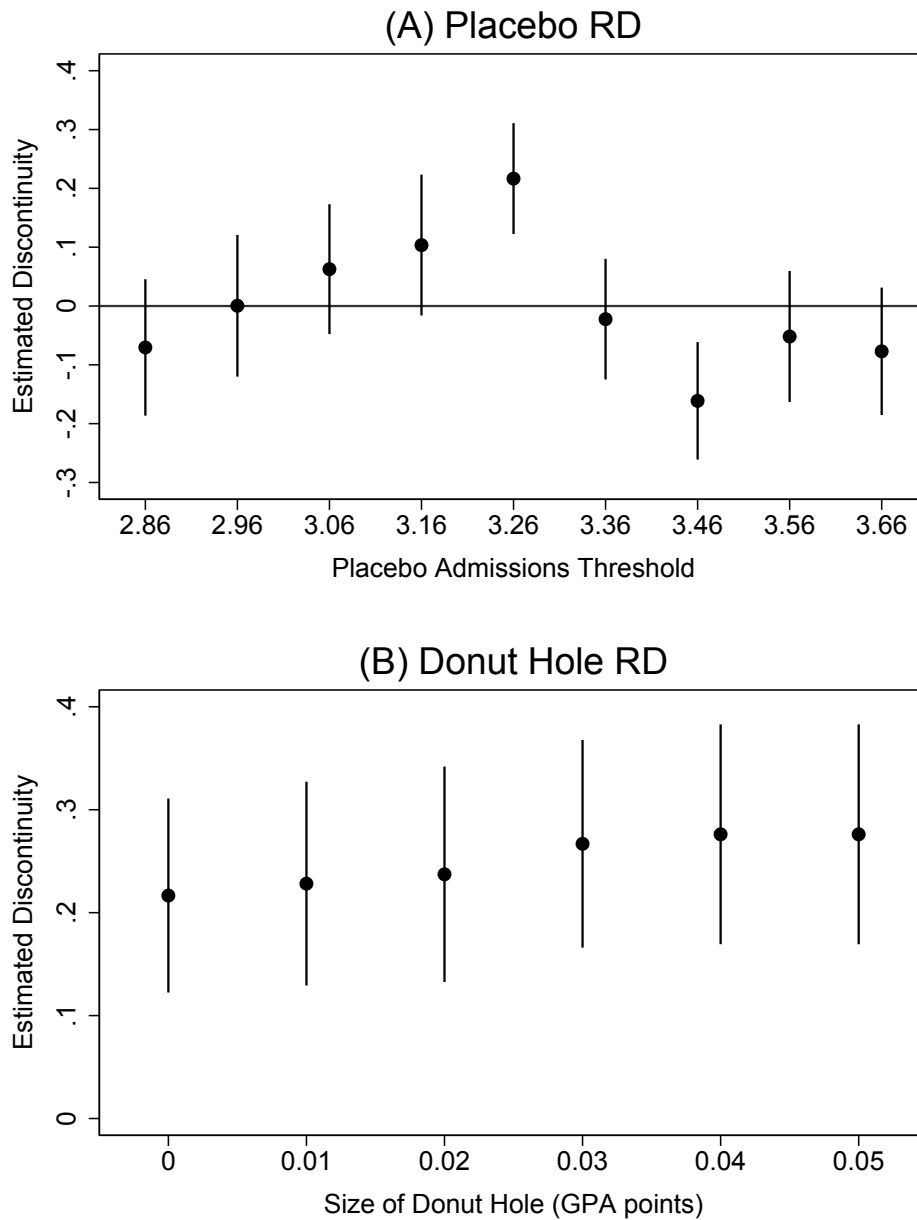 (A) Placebo RD
Estimated Discontinuity
.4
.3
.2
.1
0
-.1
-.2
-.3
2.86 2.96 3.06 3.16 3.26 3.36 3.46 3.56 3.66
Placebo Admissions Threshold
(B) Donut Hole RD
Estimated Discontinuity
.4
.3
.2
.1
0
0 0.01 0.02 0.03 0.04 0.05
Size of Donut Hole (GPA points)